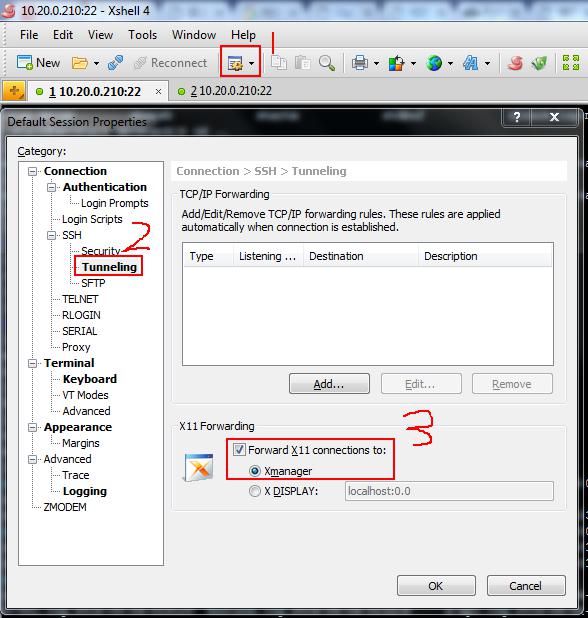 10.20.0.210:22 - Xshell 4
File Edit View Tools Window Help
1
New Reconnect
1 10.20.0.210:22 × 2 10.20.0.210:22
Default Session Properties ? X
Category:
Connection
Authentication
Login Prompts
Login Scripts
SSH
2
Security
Tunneling
SFTP
TELNET
RLOGIN
SERIAL
Proxy
Terminal
Keyboard
VT Modes
Advanced
Appearance
Margins
Advanced
Trace
Logging
ZMODEM
Connection > SSH > Tunneling
TCP/IP Forwarding
Add/Edit/Remove TCP/IP forwarding rules. These rules are applied
automatically when connection is established.
Type Listening ... Destination Description
Add... Edit... Remove
3
X11 Forwarding
Forward X11 connections to:
Xmanager
X DISPLAY: localhost:0.0
OK Cancel